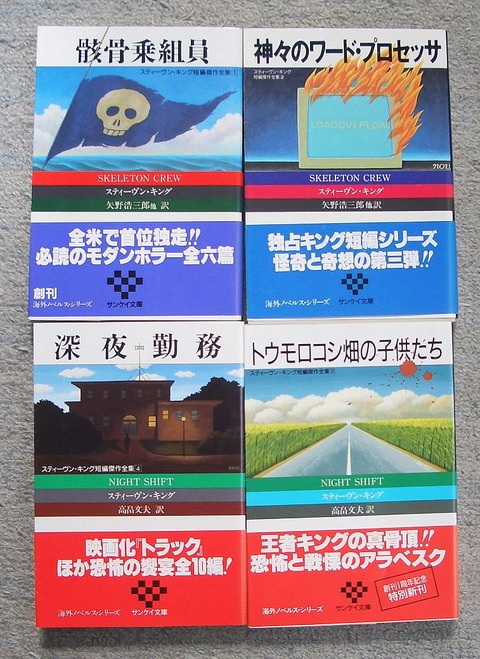 骸骨乗組員
スティーヴン・キング短編傑作全集1
SKELETON CREW
スティーヴン・キング
矢野浩三郎他 訳
全米で首位独走!!
必読のモダンホラー全六篇
創刊
海外ノベルス・シリーズ
サンケイ文庫
神々のワード・プロセッサ
スティーヴン・キング
短編傑作全集2
SKELETON CREW
スティーヴン・キング
矢野浩三郎他訳
独占キング短編シリーズ
怪奇と奇想の第三弾!!
海外ノベルス・シリーズ
サンケイ文庫
深夜勤務
スティーヴン・キング短編傑作全集4
NIGHT SHIFT
スティーヴン・キング
高畠文夫 訳
映画化『トラック』
ほか恐怖の饗宴全10編!
海外ノベルス・シリーズ
サンケイ文庫
トウモロコシ畑の子供たち
スティーヴン・キング短編傑作全集5
NIGHT SHIFT
スティーヴン・キング
高畠文夫 訳
王者キングの真骨頂!!
恐怖と戦慄のアラベスク
創刊1周年記念
特別新刊
海外ノベルス・シリーズ
サンケイ文庫